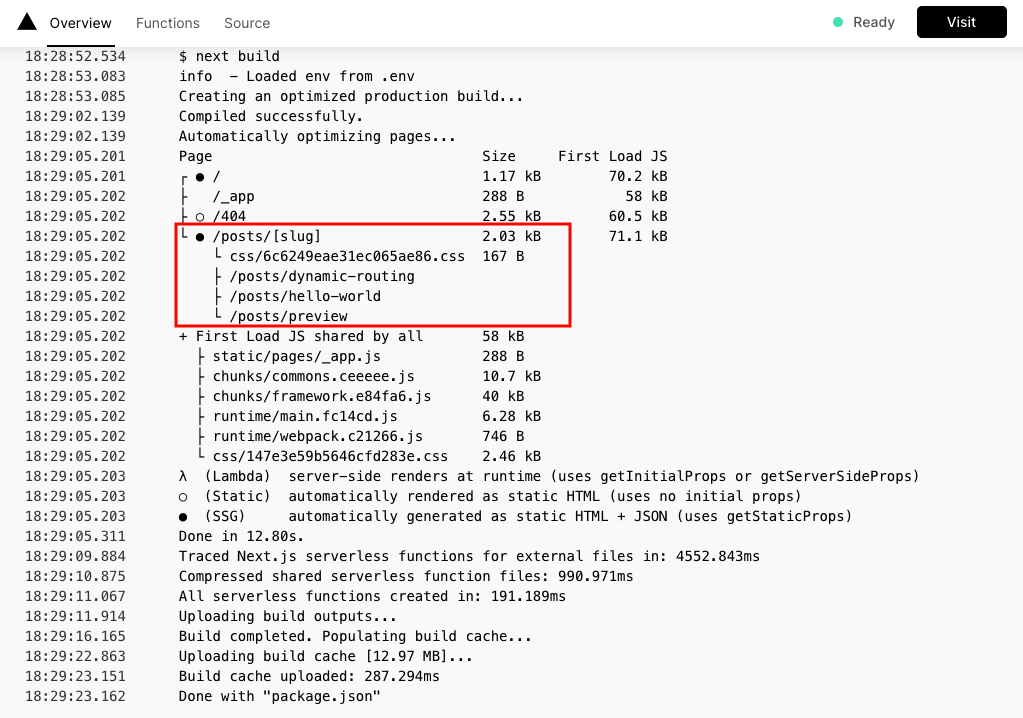 Overview Functions Source Ready Visit
18:28:52.534 $ next build
18:28:53.083 info  – Loaded env from .env
18:28:53.085 Creating an optimized production build...
18:29:02.139 Compiled successfully.
18:29:02.139 Automatically optimizing pages...
18:29:05.201 Page Size First Load JS
18:29:05.201 ┌ ● / 1.17 kB 70.2 kB
18:29:05.202 ├   /_app 288 B 58 kB
18:29:05.202 ├ ○ /404 2.55 kB 60.5 kB
18:29:05.202 └ ● /posts/[slug] 2.03 kB 71.1 kB
18:29:05.202 └ css/6c6249eae31ec065ae86.css 167 B
18:29:05.202 ├ /posts/dynamic-routing
18:29:05.202 ├ /posts/hello-world
18:29:05.202 └ /posts/preview
18:29:05.202 + First Load JS shared by all 58 kB
18:29:05.202 ├ static/pages/_app.js 288 B
18:29:05.202 ├ chunks/commons.ceeeee.js 10.7 kB
18:29:05.202 ├ chunks/framework.e84fa6.js 40 kB
18:29:05.202 ├ runtime/main.fc14cd.js 6.28 kB
18:29:05.202 ├ runtime/webpack.c21266.js 746 B
18:29:05.202 └ css/147e3e59b5646cfd283e.css 2.46 kB
18:29:05.203 λ  (Lambda)  server-side renders at runtime (uses getInitialProps or getServerSideProps)
18:29:05.203 ○  (Static)  automatically rendered as static HTML (uses no initial props)
18:29:05.203 ●  (SSG)     automatically generated as static HTML + JSON (uses getStaticProps)
18:29:05.311 Done in 12.80s.
18:29:09.884 Traced Next.js serverless functions for external files in: 4552.843ms
18:29:10.875 Compressed shared serverless function files: 990.971ms
18:29:11.067 All serverless functions created in: 191.189ms
18:29:11.914 Uploading build outputs...
18:29:16.165 Build completed. Populating build cache...
18:29:22.863 Uploading build cache [12.97 MB]...
18:29:23.151 Build cache uploaded: 287.294ms
18:29:23.162 Done with "package.json"